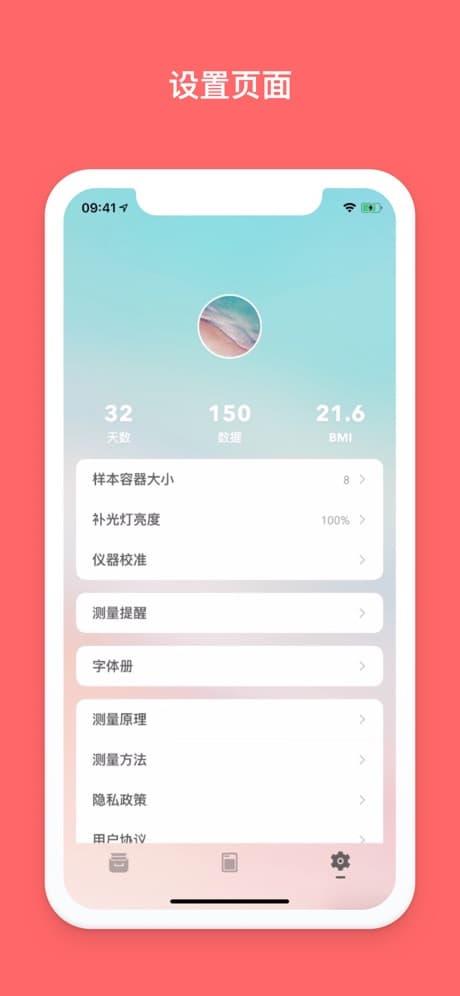 设置页面
09:41
32 150 21.6
天数 数据 BMI
样本容器大小 8
补光灯亮度 100%
仪器校准
测量提醒
字体册
测量原理
测量方法
隐私政策
用户协议